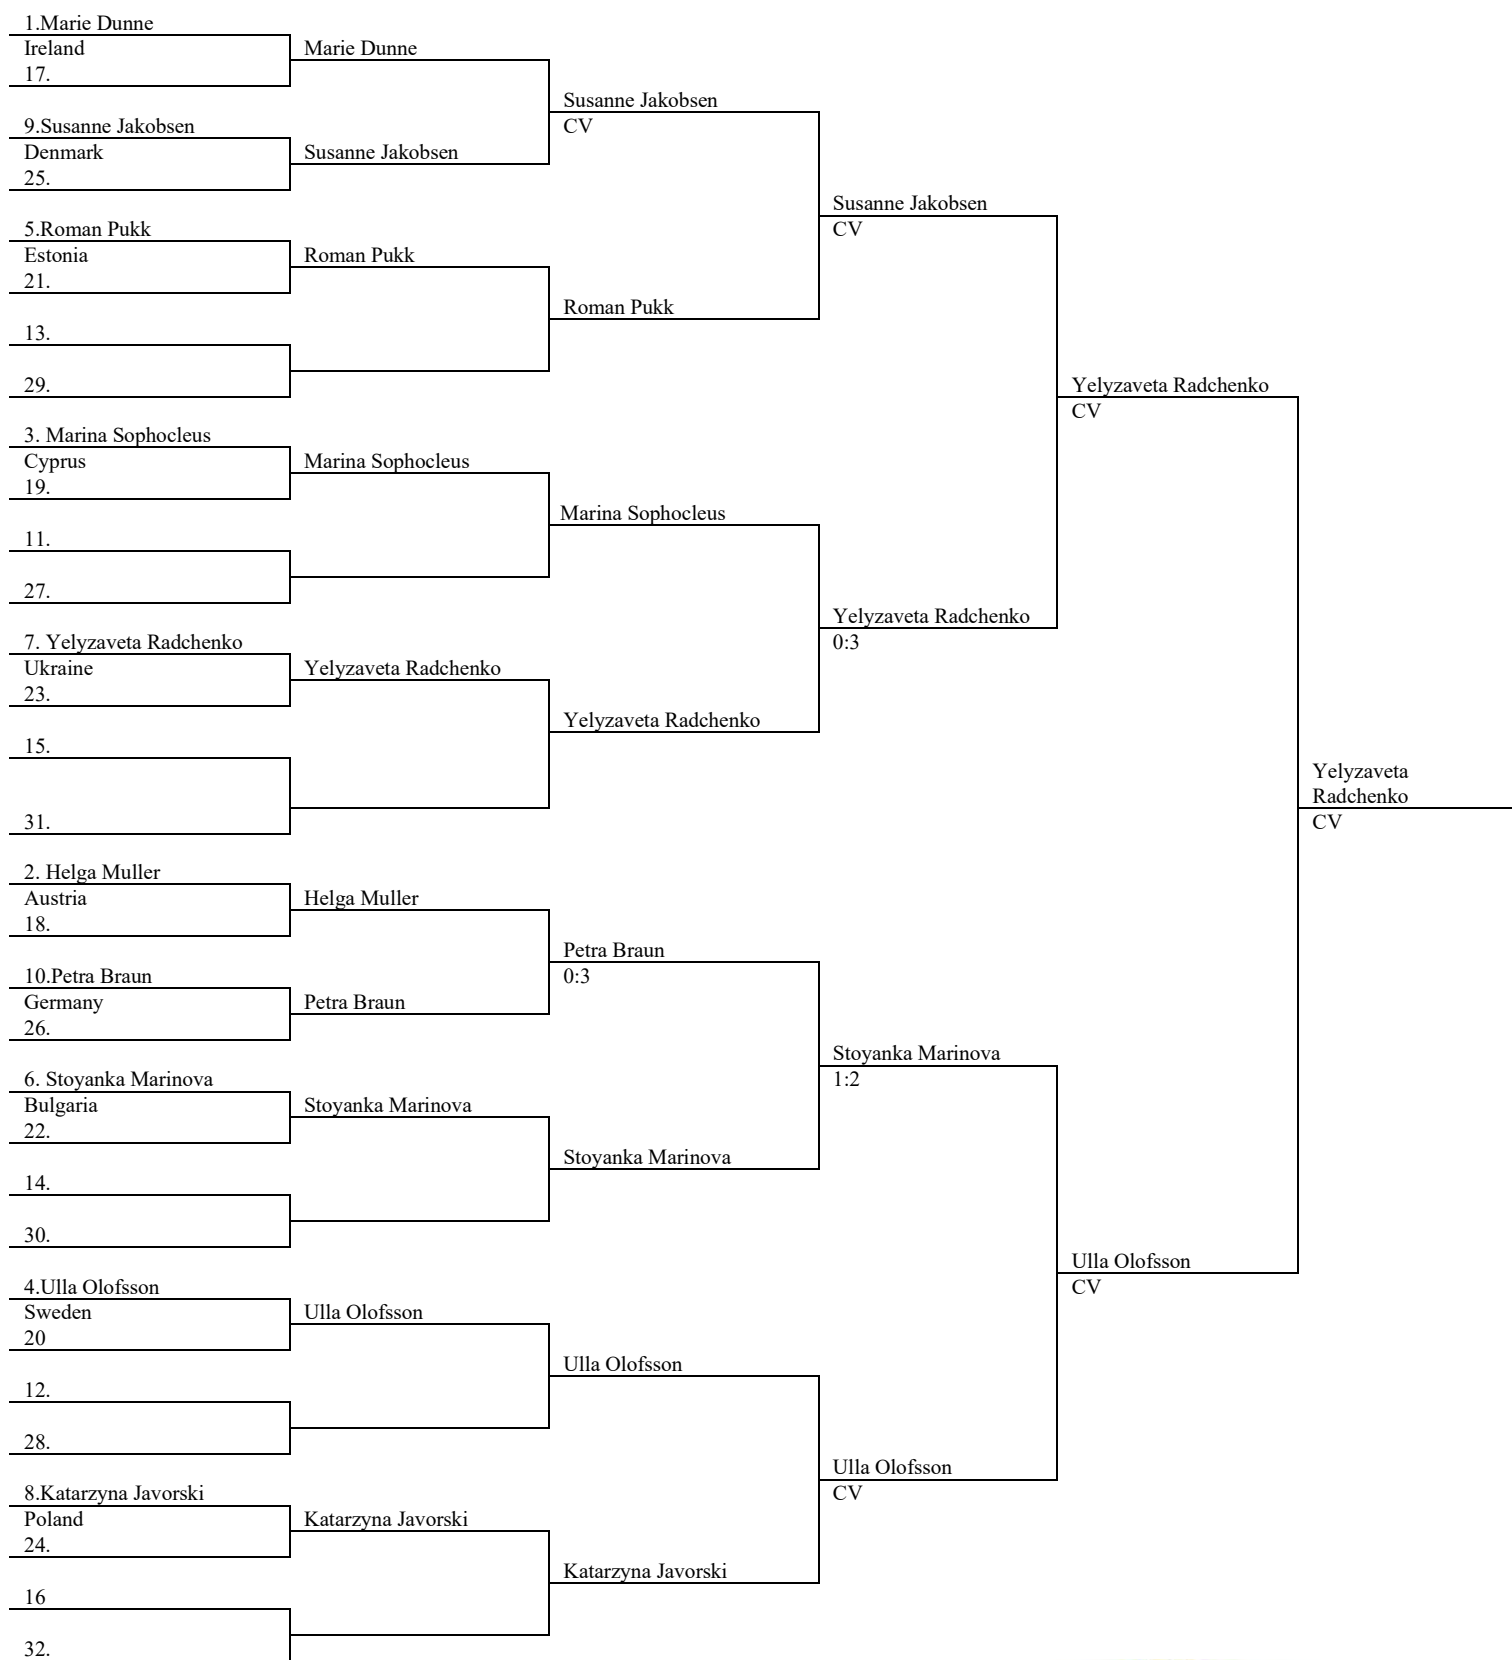 1.Marie Dunne
Ireland
17.
9.Susanne Jakobsen
Denmark
25.
5.Roman Pukk
Estonia
21.
13.
29.
3. Marina Sophocleus
Cyprus
19.
11.
27.
7. Yelyzaveta Radchenko
Ukraine
23.
15.
31.
2. Helga Muller
Austria
18.
10.Petra Braun
Germany
26.
6. Stoyanka Marinova
Bulgaria
22.
14.
30.
4.Ulla Olofsson
Sweden
20
12.
28.
8.Katarzyna Javorski
Poland
24.
16
32.
Marie Dunne
Susanne Jakobsen
Roman Pukk
Marina Sophocleus
Yelyzaveta Radchenko
Helga Muller
Petra Braun
Stoyanka Marinova
Ulla Olofsson
Katarzyna Javorski
Susanne Jakobsen
CV
Roman Pukk
Marina Sophocleus
Yelyzaveta Radchenko
Petra Braun
0:3
Stoyanka Marinova
Ulla Olofsson
Katarzyna Javorski
Susanne Jakobsen
CV
Yelyzaveta Radchenko
0:3
Stoyanka Marinova
1:2
Ulla Olofsson
CV
Yelyzaveta Radchenko
CV
Ulla Olofsson
CV
Yelyzaveta
Radchenko
CV